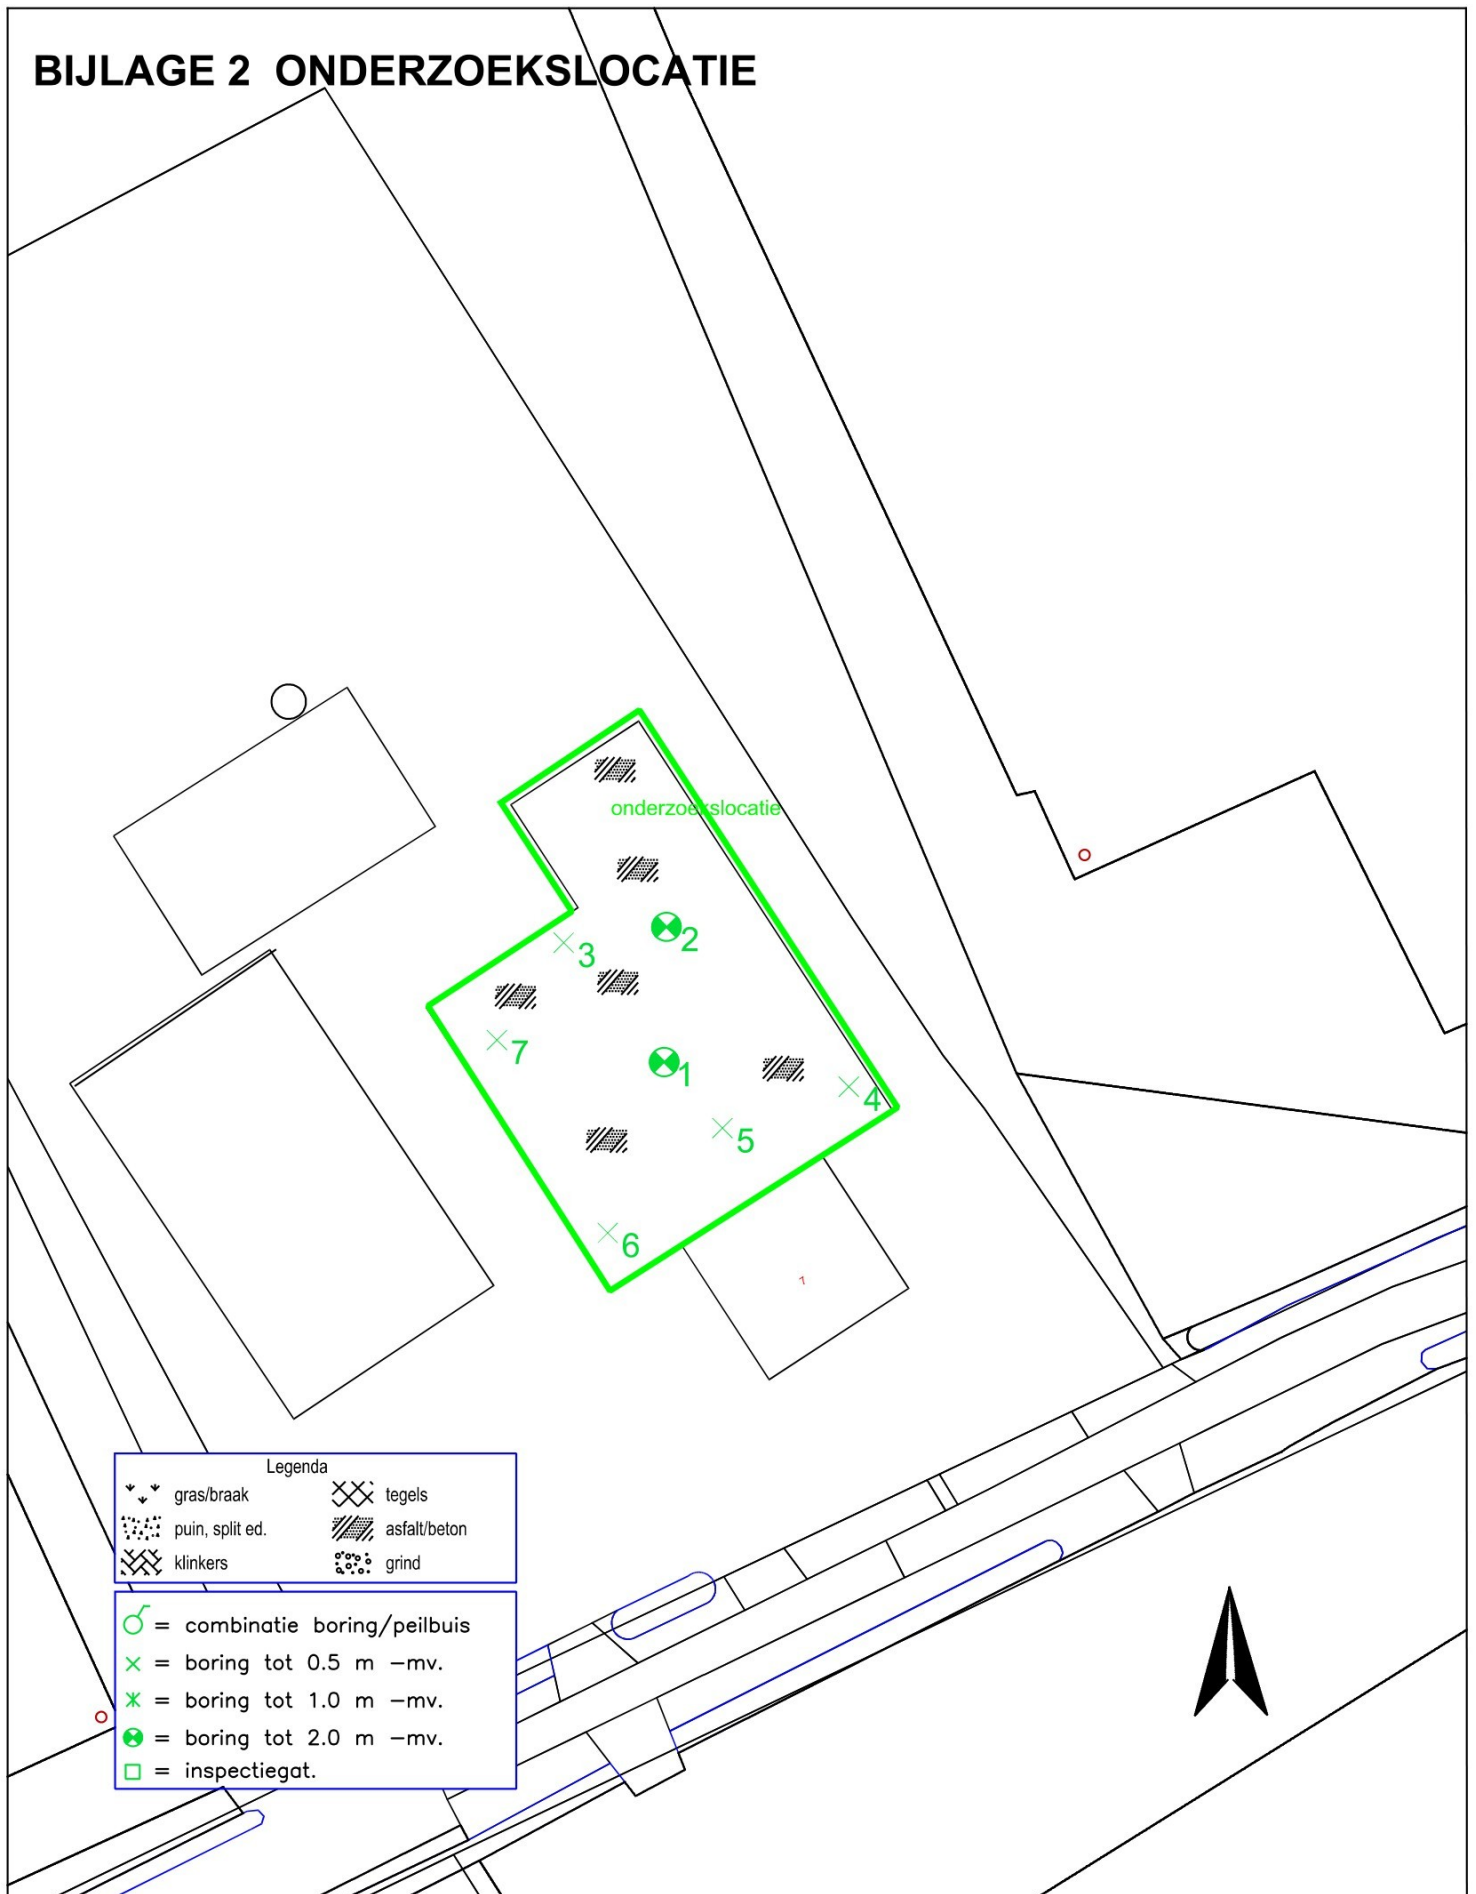 BIJLAGE 2 ONDERZOEKSLOCATIE
onderzoekslocatie
2
3
7
1
4
5
6
7
Legenda
gras/braak tegels
puin, split ed. asfalt/beton
klinkers grind
= combinatie boring/peilbuis
= boring tot 0.5 m -mv.
= boring tot 1.0 m -mv.
= boring tot 2.0 m -mv.
= inspectiegat.